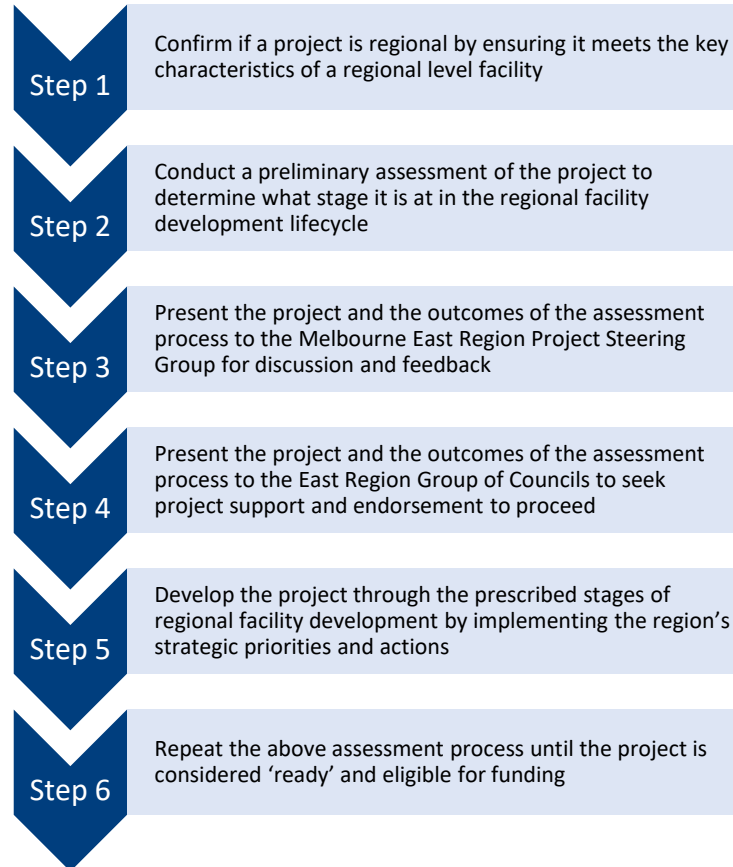 Step 1
Confirm if a project is regional by ensuring it meets the key
characteristics of a regional level facility
Step 2
Conduct a preliminary assessment of the project to
determine what stage it is at in the regional facility
development lifecycle
Step 3
Present the project and the outcomes of the assessment
process to the Melbourne East Region Project Steering
Group for discussion and feedback
Step 4
Present the project and the outcomes of the assessment
process to the East Region Group of Councils to seek
project support and endorsement to proceed
Step 5
Develop the project through the prescribed stages of
regional facility development by implementing the region’s
strategic priorities and actions
Step 6
Repeat the above assessment process until the project is
considered ‘ready’ and eligible for funding